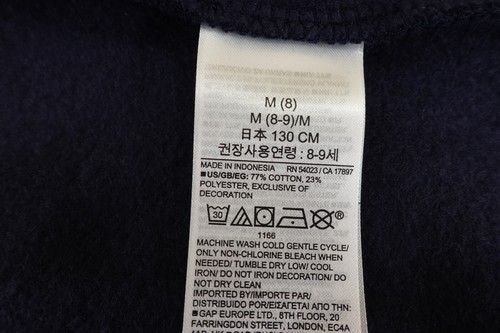 M (8)
M (8-9)/M
日本 130 CM
권장사용연령 : 8-9세
MADE IN INDONESIA RN 54023 / CA 17897
■ US/GB/EG: 77% COTTON, 23%
POLYESTER, EXCLUSIVE OF
DECORATION
30
®
1166
MACHINE WASH COLD GENTLE CYCLE/
ONLY NON-CHLORINE BLEACH WHEN
NEEDED/ TUMBLE DRY LOW/ COOL
IRON/ DO NOT IRON DECORATION/ DO
NOT DRY CLEAN
IMPORTED BY/IMPORTE PAR/
DISTRIBUIDO POR/ΕΙΣΑΓΕΤΑΙ ΑΠΟ ΤΗΝ:
■ GAP EUROPE LTD., 8TH FLOOR, 20
FARRINGDON STREET, LONDON, EC4A